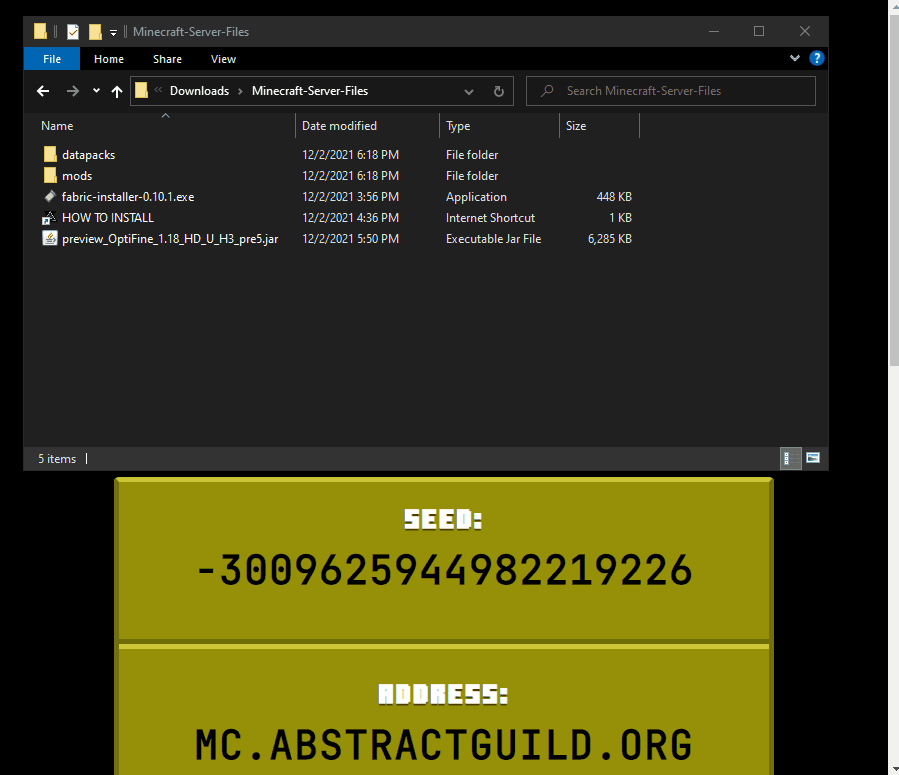 Minecraft-Server-Files
File Home Share View
Downloads Minecraft-Server-Files Search Minecraft-Server-Files
Name Date modified Type Size
datapacks 12/2/2021 6:18 PM File folder
mods 12/2/2021 6:18 PM File folder
fabric-installer-0.10.1.exe 12/2/2021 3:56 PM Application 448 KB
HOW TO INSTALL 12/2/2021 4:36 PM Internet Shortcut 1 KB
preview_OptiFine_1.18_HD_U_H3_pre5.jar 12/2/2021 5:50 PM Executable Jar File 6,285 KB
5 items
SEED:
-3009625944982219226
ADDRESS:
MC.ABSTRACTGUILD.ORG